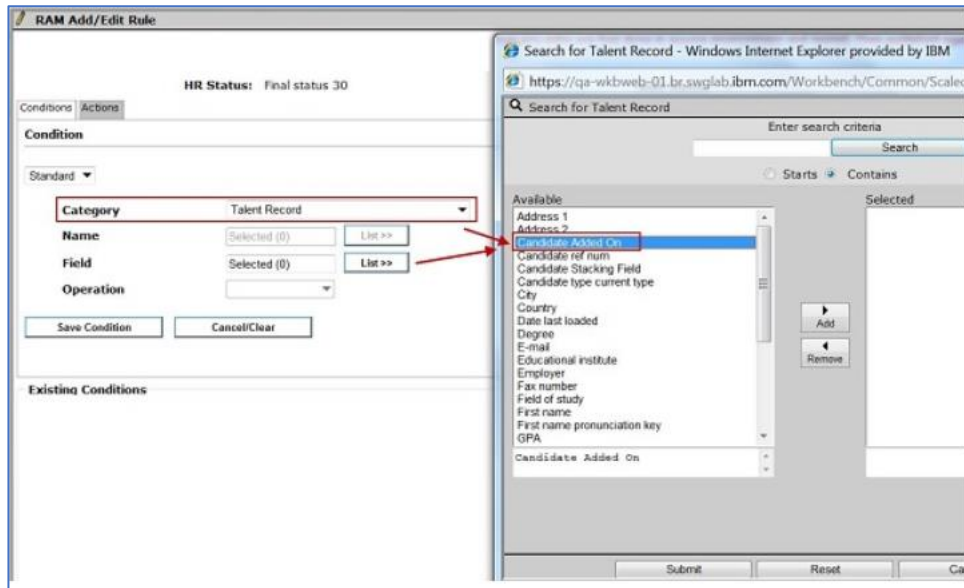 RAM Add/Edit Rule
HR Status: Final status 30
Conditions Actions
Condition
Standard
Category Talent Record
Name Selected (0) List >>
Field Selected (0) List >>
Operation
Save Condition Cancel/Clear
Existing Conditions
Search for Talent Record - Windows Internet Explorer provided by IBM
https://qa-wkbweb-01.br.swglab.ibm.com/Workbench/Common/Scalec
Search for Talent Record
Enter search criteria
Search
Starts Contains
Available Selected
Address 1
Address 2
Candidate Added On
Candidate ref num
Candidate Stacking Field
Candidate type current type
City
Country
Date last loaded
Degree
E-mail
Educational institute
Employer
Fax number
Field of study
First name
First name pronunciation key
GPA
Add
Remove
Candidate Added On
Submit Reset Ca